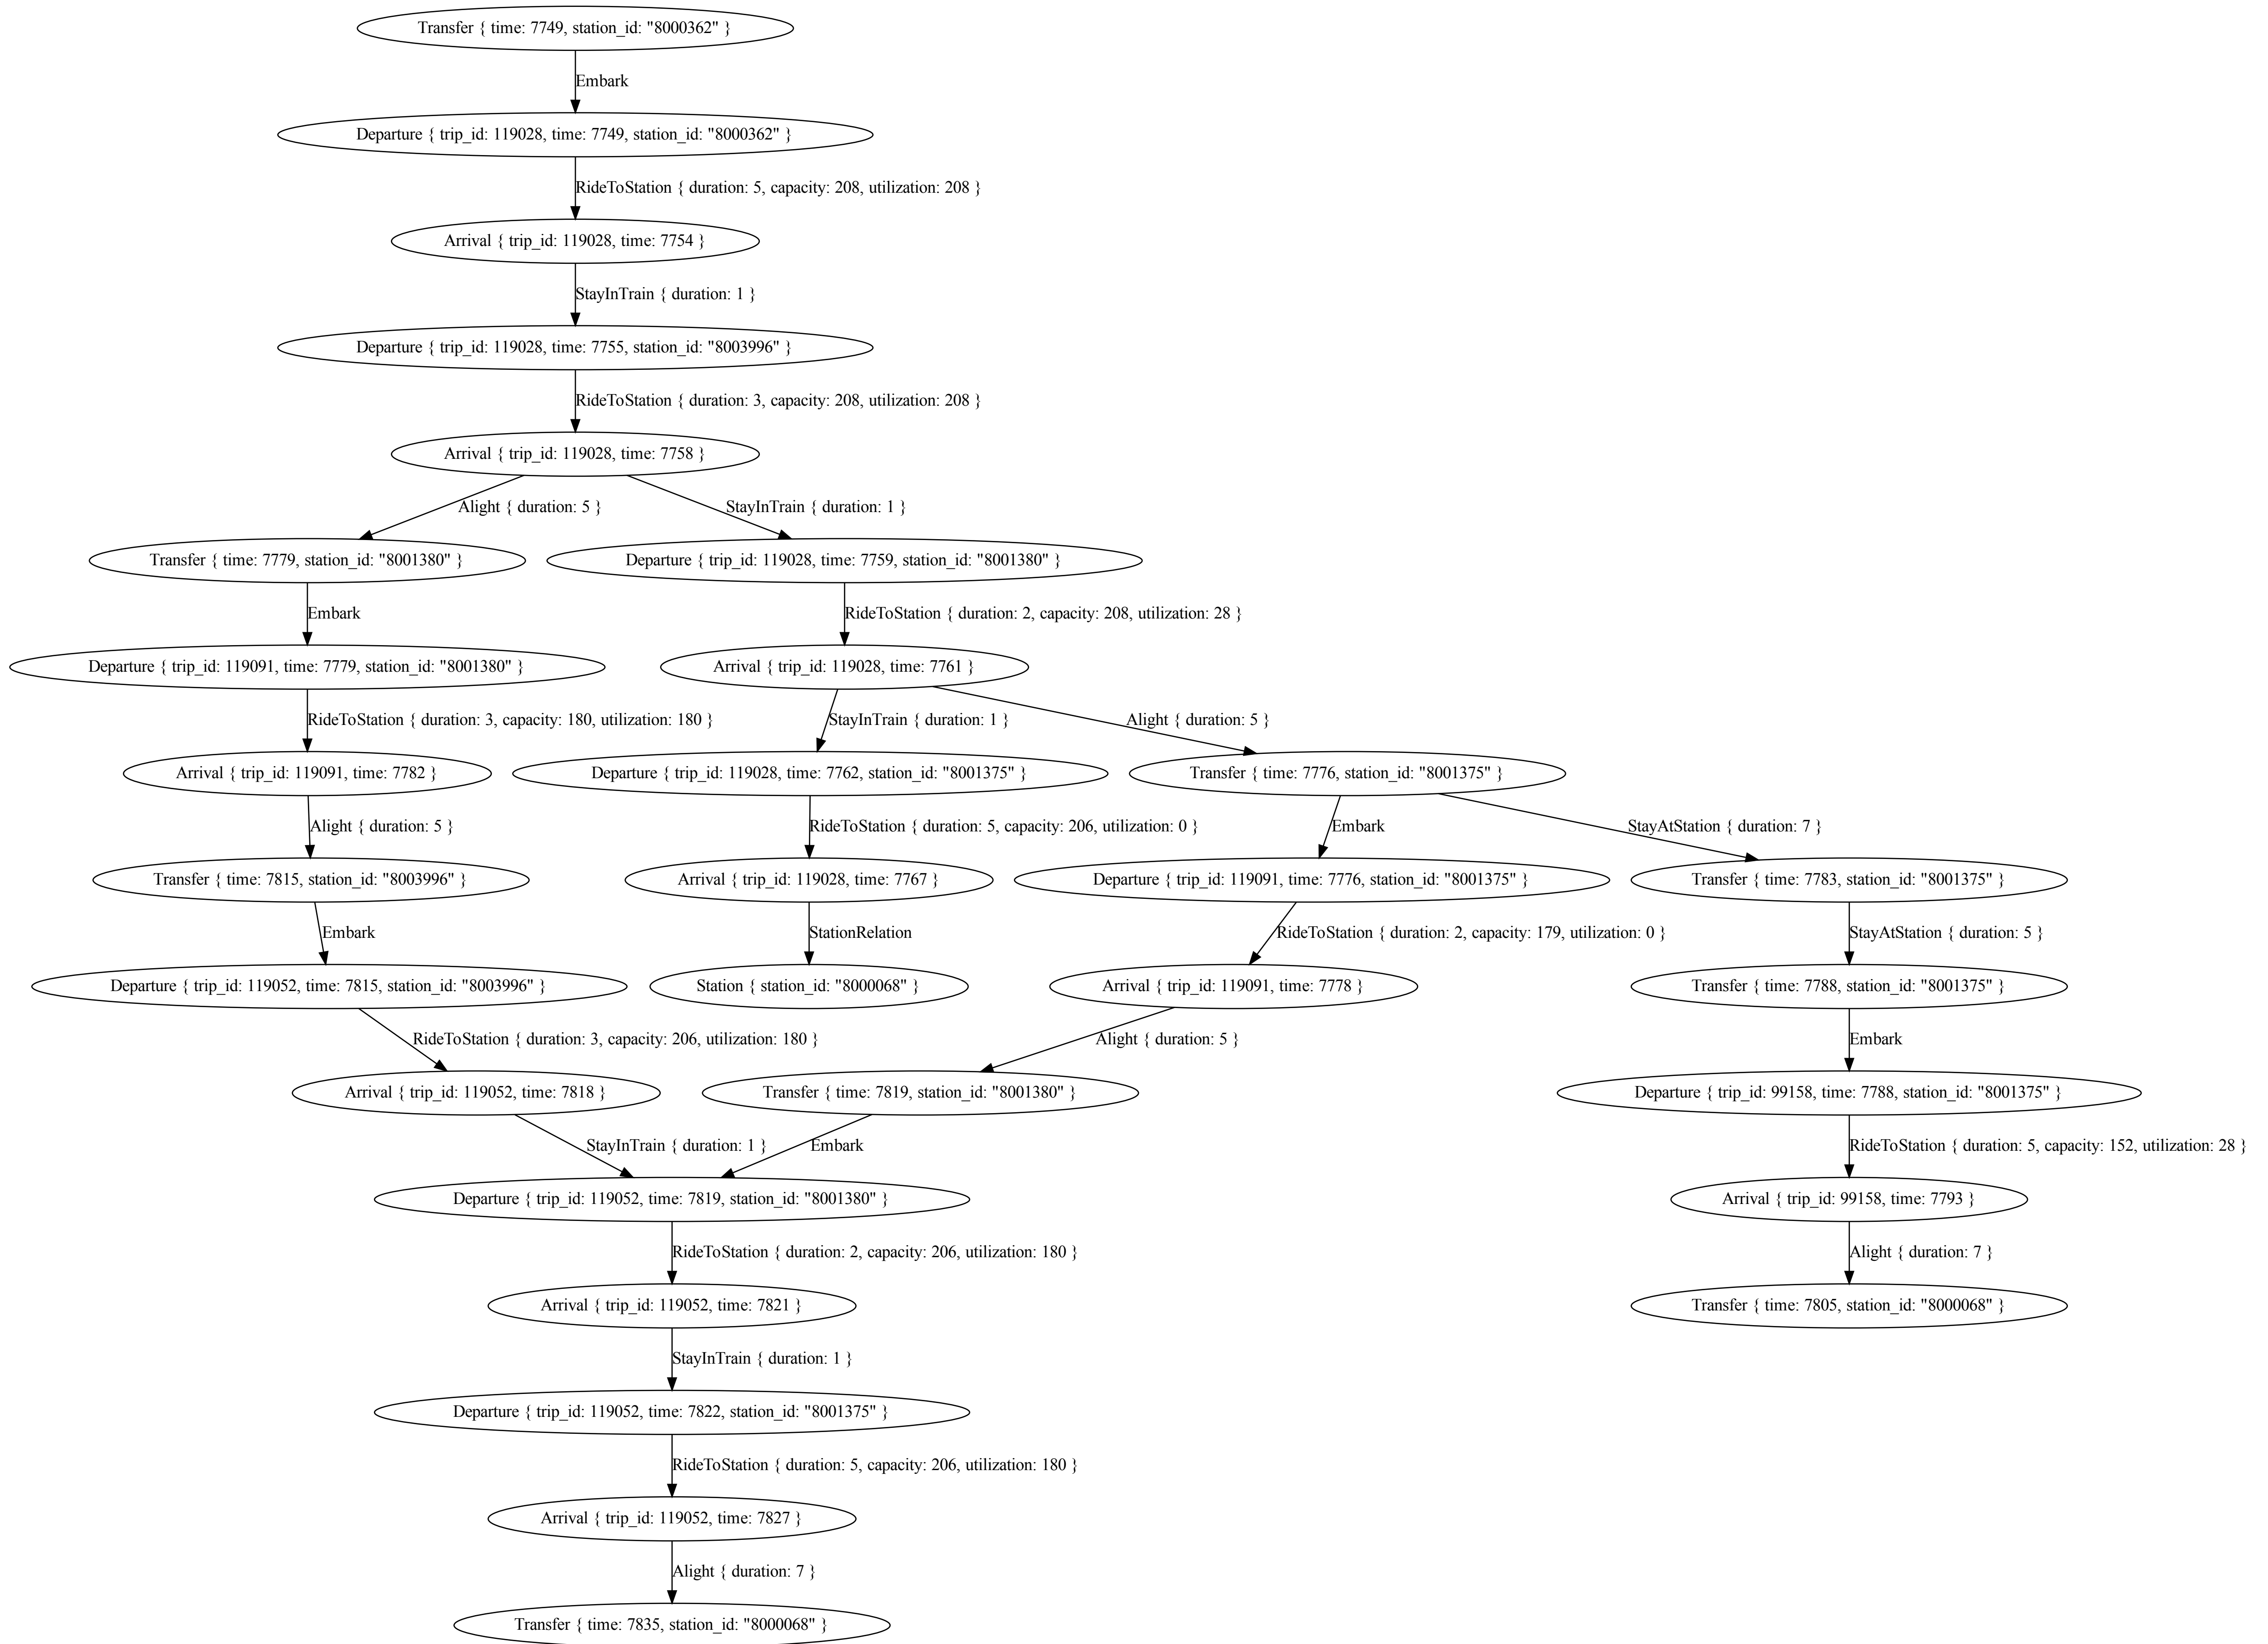 Transfer { time: 7749, station_id: "8000362" }
Embark
Departure { trip_id: 119028, time: 7749, station_id: "8000362" }
RideToStation { duration: 5, capacity: 208, utilization: 208 }
Arrival { trip_id: 119028, time: 7754 }
StayInTrain { duration: 1 }
Departure { trip_id: 119028, time: 7755, station_id: "8003996" }
RideToStation { duration: 3, capacity: 208, utilization: 208 }
Arrival { trip_id: 119028, time: 7758 }
Alight { duration: 5 }
StayInTrain { duration: 1 }
Transfer { time: 7779, station_id: "8001380" }
Departure { trip_id: 119028, time: 7759, station_id: "8001380" }
Embark
RideToStation { duration: 2, capacity: 208, utilization: 28 }
Departure { trip_id: 119091, time: 7779, station_id: "8001380" }
Arrival { trip_id: 119028, time: 7761 }
RideToStation { duration: 3, capacity: 180, utilization: 180 }
StayInTrain { duration: 1 }
Alight { duration: 5 }
Arrival { trip_id: 119091, time: 7782 }
Departure { trip_id: 119028, time: 7762, station_id: "8001375" }
Transfer { time: 7776, station_id: "8001375" }
Alight { duration: 5 }
RideToStation { duration: 5, capacity: 206, utilization: 0 }
Embark
StayAtStation { duration: 7 }
Transfer { time: 7815, station_id: "8003996" }
Arrival { trip_id: 119028, time: 7767 }
Departure { trip_id: 119091, time: 7776, station_id: "8001375" }
Transfer { time: 7783, station_id: "8001375" }
Embark
StationRelation
RideToStation { duration: 2, capacity: 179, utilization: 0 }
StayAtStation { duration: 5 }
Departure { trip_id: 119052, time: 7815, station_id: "8003996" }
Station { station_id: "8000068" }
Arrival { trip_id: 119091, time: 7778 }
Transfer { time: 7788, station_id: "8001375" }
RideToStation { duration: 3, capacity: 206, utilization: 180 }
Alight { duration: 5 }
Embark
Arrival { trip_id: 119052, time: 7818 }
Transfer { time: 7819, station_id: "8001380" }
Departure { trip_id: 99158, time: 7788, station_id: "8001375" }
StayInTrain { duration: 1 }
Embark
RideToStation { duration: 5, capacity: 152, utilization: 28 }
Departure { trip_id: 119052, time: 7819, station_id: "8001380" }
Arrival { trip_id: 99158, time: 7793 }
RideToStation { duration: 2, capacity: 206, utilization: 180 }
Alight { duration: 7 }
Arrival { trip_id: 119052, time: 7821 }
Transfer { time: 7805, station_id: "8000068" }
StayInTrain { duration: 1 }
Departure { trip_id: 119052, time: 7822, station_id: "8001375" }
RideToStation { duration: 5, capacity: 206, utilization: 180 }
Arrival { trip_id: 119052, time: 7827 }
Alight { duration: 7 }
Transfer { time: 7835, station_id: "8000068" }